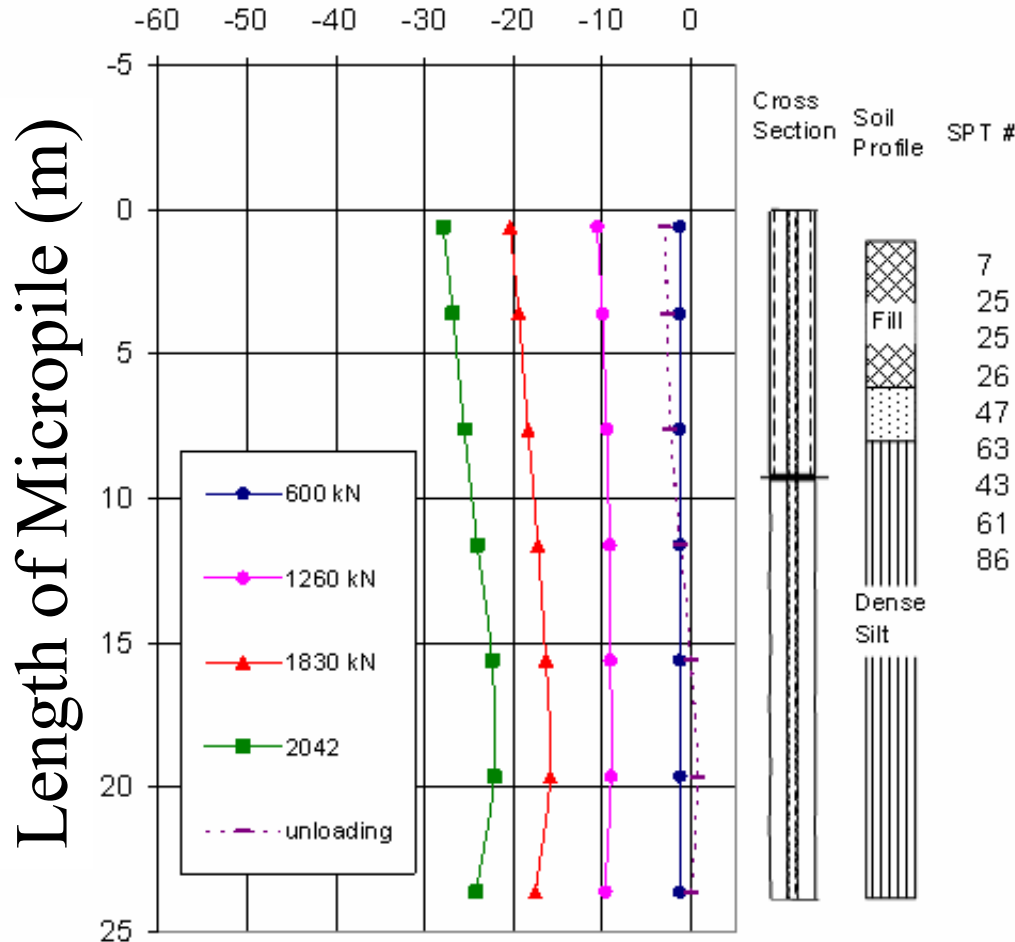 -60 -50 -40 -30 -20 -10 0
-5
0
5
10
15
20
25
Length of Micropile (m)
600 kN
1260 kN
1830 kN
2042
unloading
Cross
Section
Soil
Profile
SPT #
Fill
Dense
Silt
7
25
25
26
47
63
43
61
86